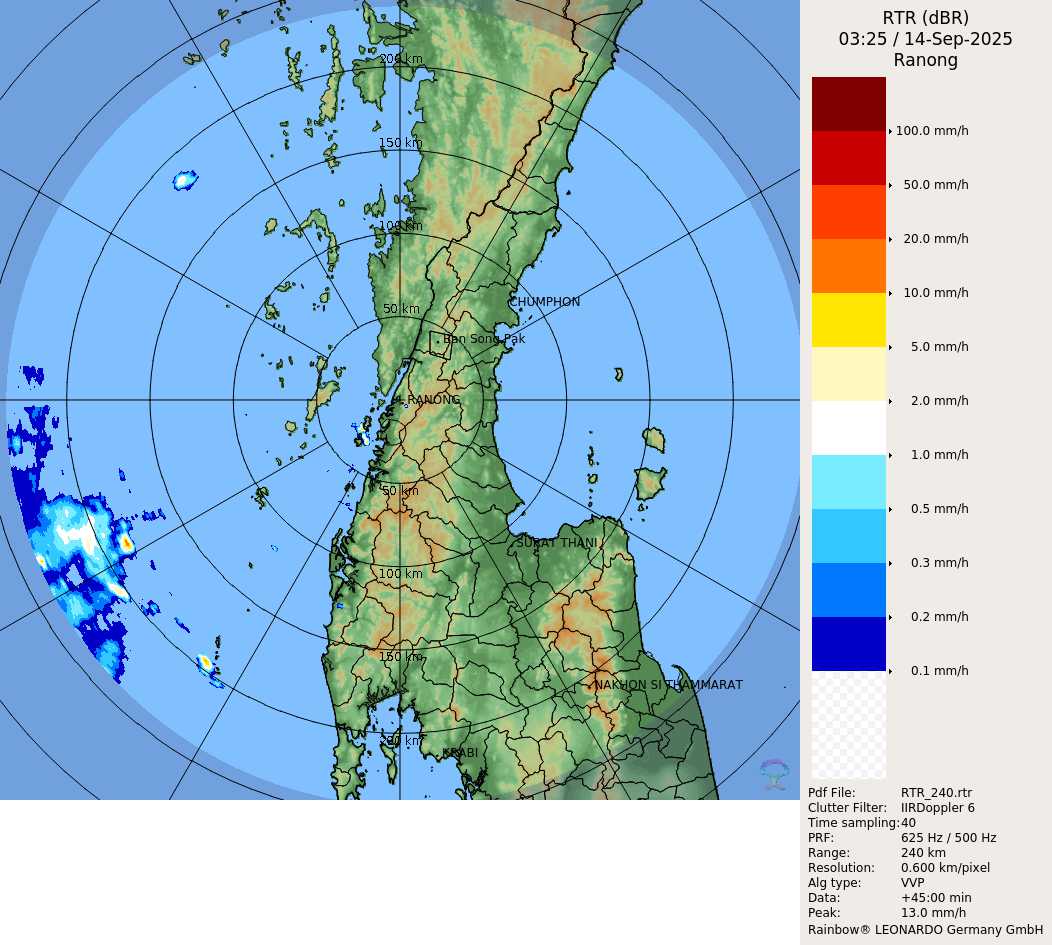 RTR (dBR)
03:25 / 14-Sep-2025
Ranong
200 km
150 km
100 km
50 km
CHUMPHON
Ban Song Pak
RANONG
50 km
SURAT THANI
100 km
150 km
NAKHON SI THAMMARAT
200 km
KRABI
100.0 mm/h
50.0 mm/h
20.0 mm/h
10.0 mm/h
5.0 mm/h
2.0 mm/h
1.0 mm/h
0.5 mm/h
0.3 mm/h
0.2 mm/h
0.1 mm/h
Pdf File: RTR_240.rtr
Clutter Filter: IIRDoppler 6
Time sampling:40
PRF: 625 Hz / 500 Hz
Range: 240 km
Resolution: 0.600 km/pixel
Alg type: VVP
Data: +45:00 min
Peak: 13.0 mm/h
Rainbow® LEONARDO Germany GmbH